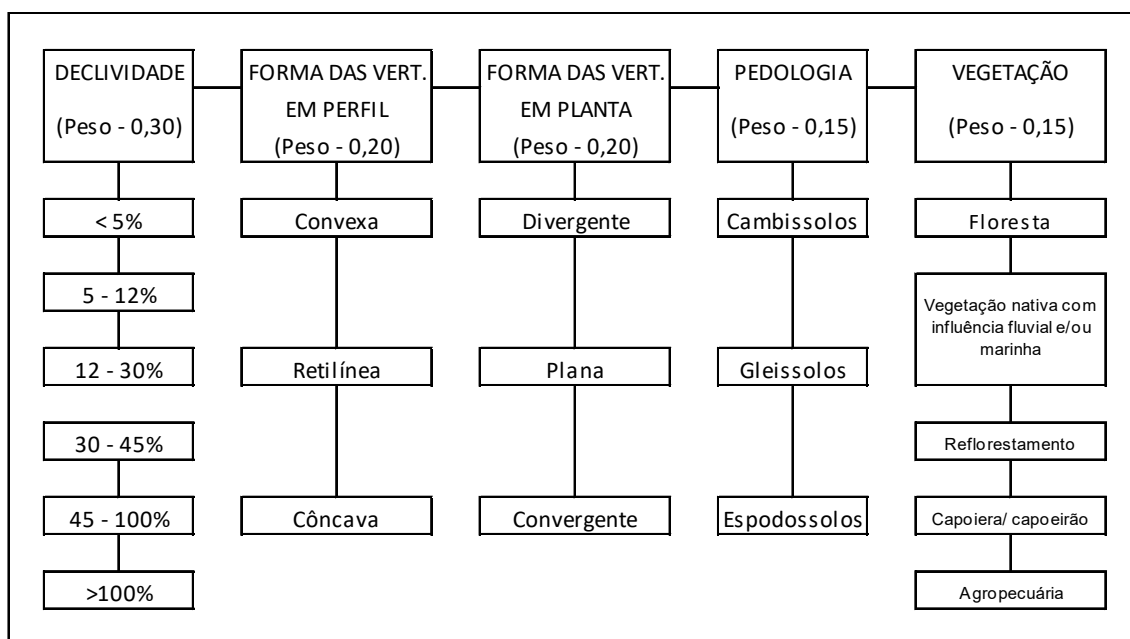 DECLIVIDADE
(Peso - 0,30)
FORMA DAS VERT.
EM PERFIL
(Peso - 0,20)
FORMA DAS VERT.
EM PLANTA
(Peso - 0,20)
PEDOLOGIA
(Peso - 0,15)
VEGETAÇÃO
(Peso - 0,15)
< 5%
Convexa
Divergente
Cambissolos
Floresta
5 - 12%
Vegetação nativa com
influência fluvial e/ou
marinha
12 - 30%
Retilínea
Plana
Gleissolos
30 - 45%
Reflorestamento
45 - 100%
Côncava
Convergente
Espodossolos
Capoiera/ capoeirão
>100%
Agropecuária